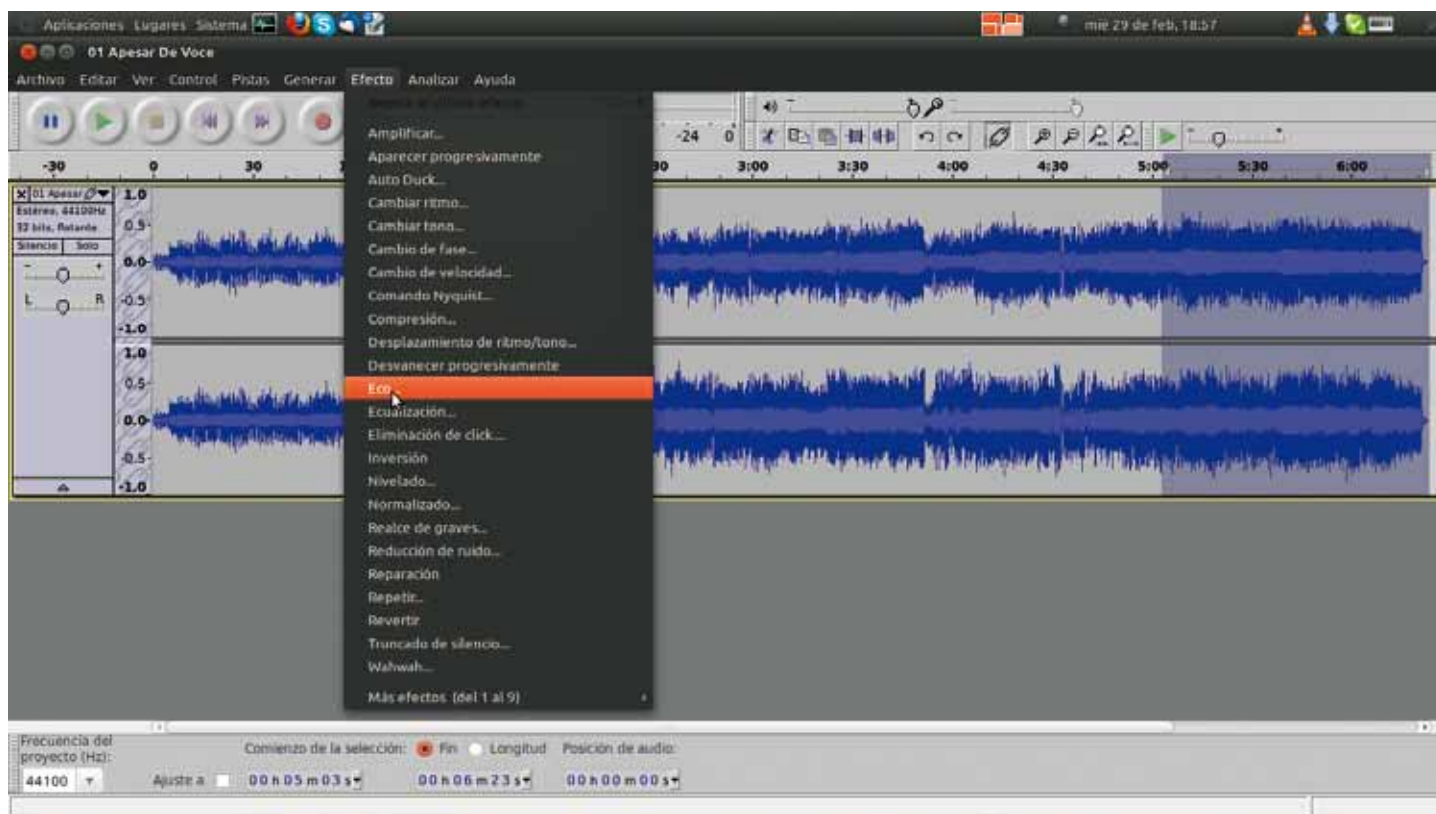 Aplicaciones Lugares Sistema mié 29 de feb, 18:57
01 Apesar De Voce
Archivo Editar Ver Control Pistas Generar Efecto Analizar Ayuda
-24 0
-30 0 30 3:00 3:30 4:00 4:30 5:00 5:30 6:00
01 Apesar
Estéreo, 44100Hz
32 bits, flotante
Silencio Solo
- +
L R
1.0
0.5
0.0
-0.5
-1.0
1.0
0.5
0.0
-0.5
-1.0
Amplificar...
Aparecer progresivamente
Auto Duck...
Cambiar ritmo...
Cambiar tono...
Cambio de fase...
Cambio de velocidad...
Comando Nyquist...
Compresión...
Desplazamiento de ritmo/tono...
Desvanecer progresivamente
Eco...
Ecualización...
Eliminación de click...
Inversión
Nivelado...
Normalizado...
Realce de graves...
Reducción de ruido...
Reparación
Repetir...
Revertir
Truncado de silencio...
Wahwah...
Más efectos (del 1 al 9)
Frecuencia del
proyecto (Hz):
Comienzo de la selección: Fin Longitud Posición de audio:
44100 Ajuste a 00 h 05 m 03 s 00 h 06 m 23 s 00 h 00 m 00 s